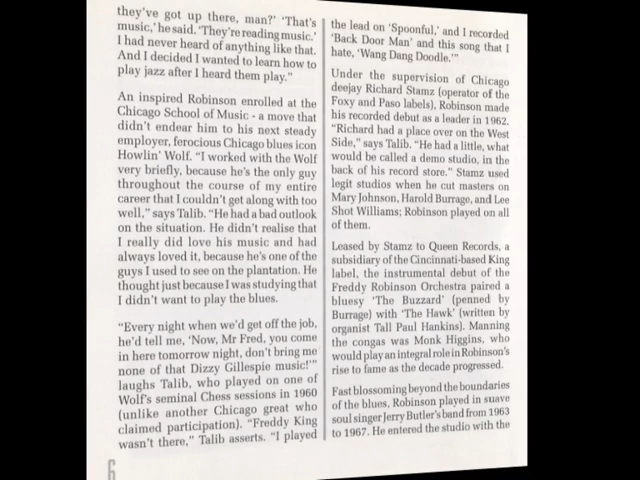 they've got up there, man?' 'That's
music,' he said. 'They're reading music.'
I had never heard of anything like that.
And I decided I wanted to learn how to
play jazz after I heard them play."
An inspired Robinson enrolled at the
Chicago School of Music - a move that
didn't endear him to his next steady
employer, ferocious Chicago blues icon
Howlin' Wolf. "I worked with the Wolf
very briefly, because he's the only guy
throughout the course of my entire
career that I couldn't get along with too
well," says Talib. "He had a bad outlook
on the situation. He didn't realise that
I really did love his music and had
always loved it, because he's one of the
guys I used to see on the plantation. He
thought just because I was studying that
I didn't want to play the blues.
"Every night when we'd get off the job,
he'd tell me, 'Now, Mr Fred, you come
in here tomorrow night, don't bring me
none of that Dizzy Gillespie music!'"
laughs Talib, who played on one of
Wolf's seminal Chess sessions in 1960
(unlike another Chicago great who
claimed participation). "Freddy King
wasn't there," Talib asserts. "I played
6
the lead on 'Spoonful,' and I recorded
'Back Door Man' and this song that I
hate, 'Wang Dang Doodle.'"
Under the supervision of Chicago
deejay Richard Stamz (operator of the
Foxy and Paso labels), Robinson made
his recorded debut as a leader in 1962.
"Richard had a place over on the West
Side," says Talib. "He had a little, what
would be called a demo studio, in the
back of his record store." Stamz used
legit studios when he cut masters on
Mary Johnson, Harold Burrage, and Lee
Shot Williams; Robinson played on all
of them.
Leased by Stamz to Queen Records, a
subsidiary of the Cincinnati-based King
label, the instrumental debut of the
Freddy Robinson Orchestra paired a
bluesy 'The Buzzard' (penned by
Burrage) with 'The Hawk' (written by
organist Tall Paul Hankins). Manning
the congas was Monk Higgins, who
would play an integral role in Robinson's
rise to fame as the decade progressed.
Fast blossoming beyond the boundaries
of the blues, Robinson played in suave
soul singer Jerry Butler's band from 1963
to 1967. He entered the studio with the